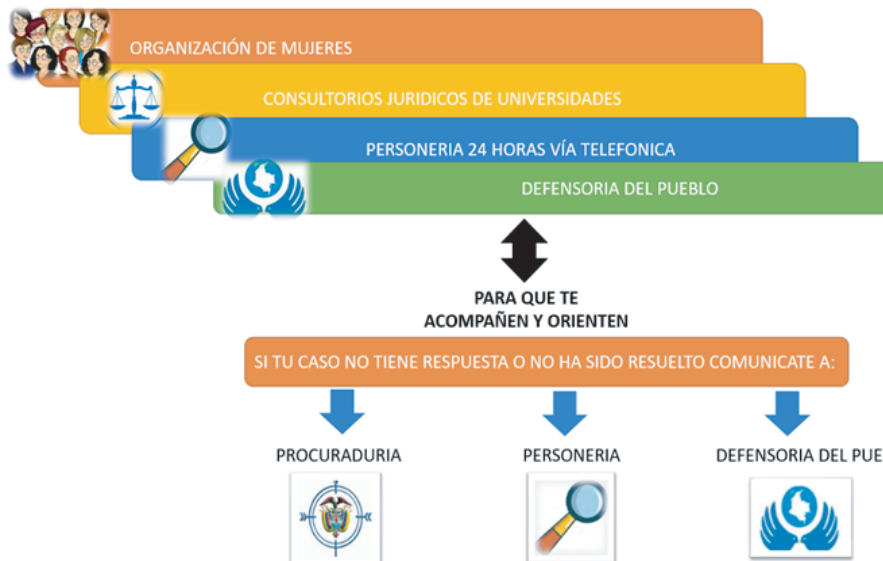 ORGANIZACIÓN DE MUJERES
CONSULTORIOS JURIDICOS DE UNIVERSIDADES
PERSONERIA 24 HORAS VÍA TELEFONICA
DEFENSORIA DEL PUEBLO
PARA QUE TE
ACOMPAÑEN Y ORIENTEN
SI TU CASO NO TIENE RESPUESTA O NO HA SIDO RESUELTO COMUNICATE A:
PROCURADURIA
PERSONERIA
DEFENSORIA DEL PUE